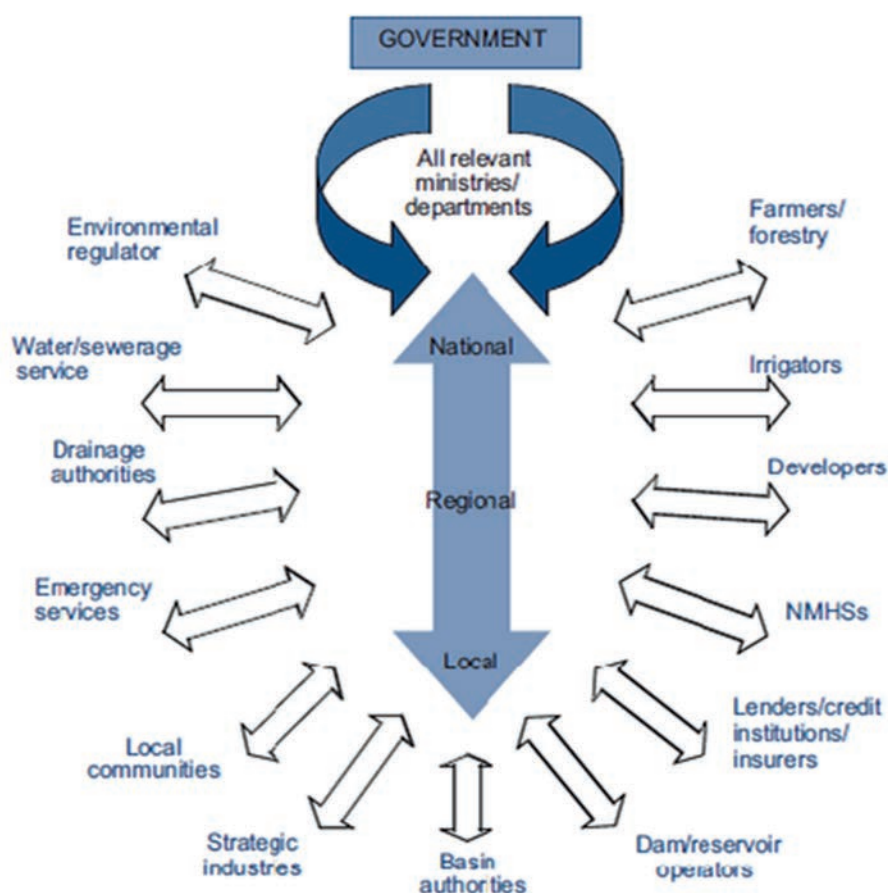 GOVERNMENT
All relevant
ministries/
departments
Environmental
regulator
Farmers/
forestry
Water/sewerage
service
National
Irrigators
Drainage
authorities
Regional
Developers
Emergency
services
NMHSs
Local
Local
communities
Lenders/credit
institutions/
insurers
Strategic
industries
Basin
authorities
Dam/reservoir
operators